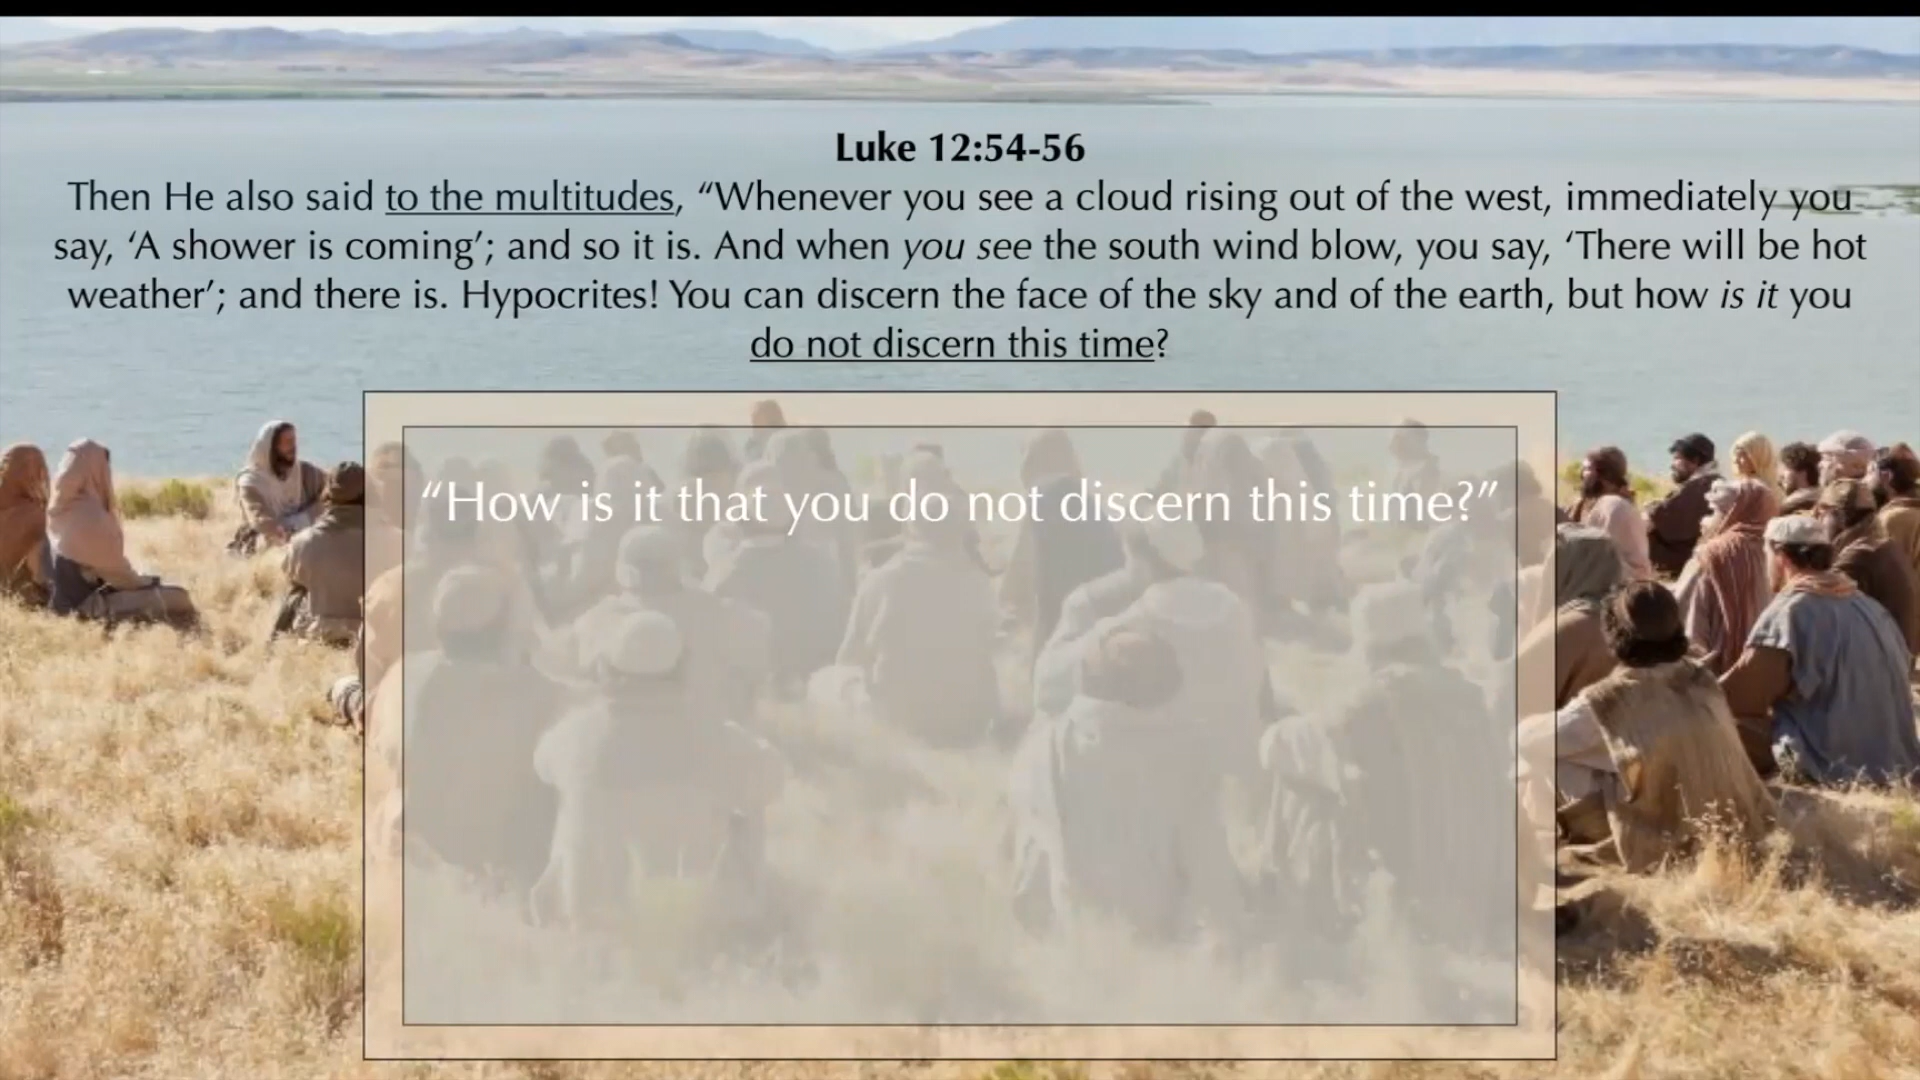 Luke 12:54-56
Then He also said to the multitudes, “Whenever you see a cloud rising out of the west, immediately you
say, ‘A shower is coming’; and so it is. And when you see the south wind blow, you say, ‘There will be hot
weather’; and there is. Hypocrites! You can discern the face of the sky and of the earth, but how is it you
do not discern this time?
“How is it that you do not discern this time?”